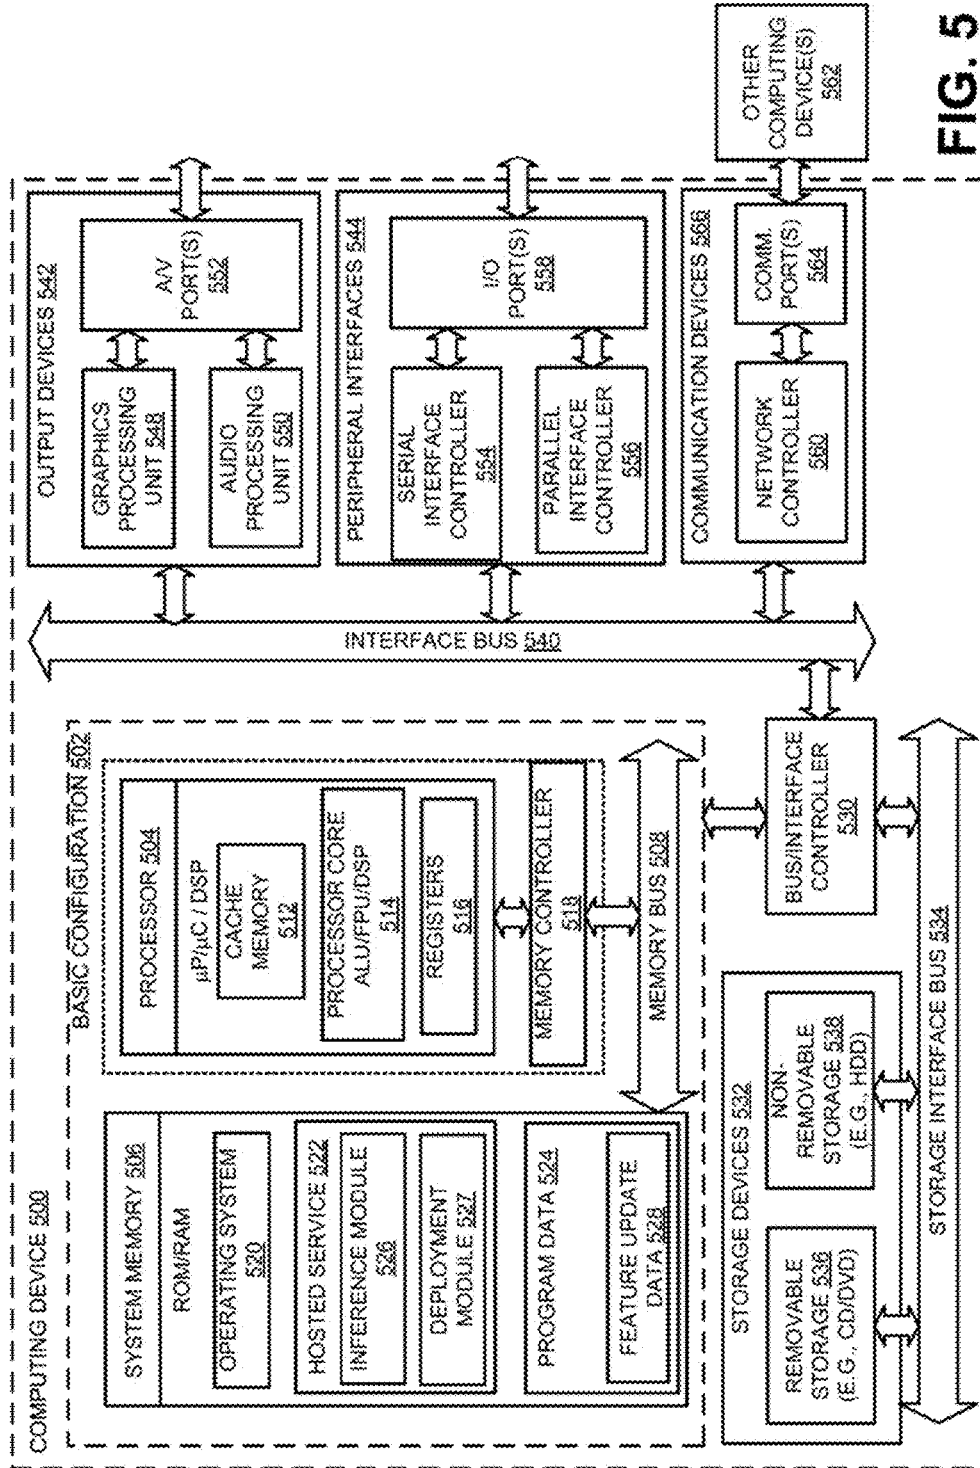 COMPUTING DEVICE 500
BASIC CONFIGURATION 502
SYSTEM MEMORY 506
ROM/RAM
OPERATING SYSTEM
520
HOSTED SERVICE 522
INFERENCE MODULE
526
DEPLOYMENT
MODULE 527
PROGRAM DATA 524
FEATURE UPDATE
DATA 528
PROCESSOR 504
µP/µC / DSP
CACHE
MEMORY
512
PROCESSOR CORE
ALU/FPU/DSP
514
REGISTERS
516
MEMORY CONTROLLER
518
MEMORY BUS 508
STORAGE DEVICES 532
REMOVABLE
STORAGE 536
(E.G., CD/DVD)
NON-
REMOVABLE
STORAGE 538
(E.G., HDD)
STORAGE INTERFACE BUS 534
BUS/INTERFACE
CONTROLLER
530
INTERFACE BUS 540
OUTPUT DEVICES 542
GRAPHICS
PROCESSING
UNIT 548
AUDIO
PROCESSING
UNIT 550
A/V
PORT(S)
552
PERIPHERAL INTERFACES 544
SERIAL
INTERFACE
CONTROLLER
554
PARALLEL
INTERFACE
CONTROLLER
556
I/O
PORT(S)
558
COMMUNICATION DEVICES 566
NETWORK
CONTROLLER
560
COMM.
PORT(S)
564
OTHER
COMPUTING
DEVICE(S)
562
FIG. 5